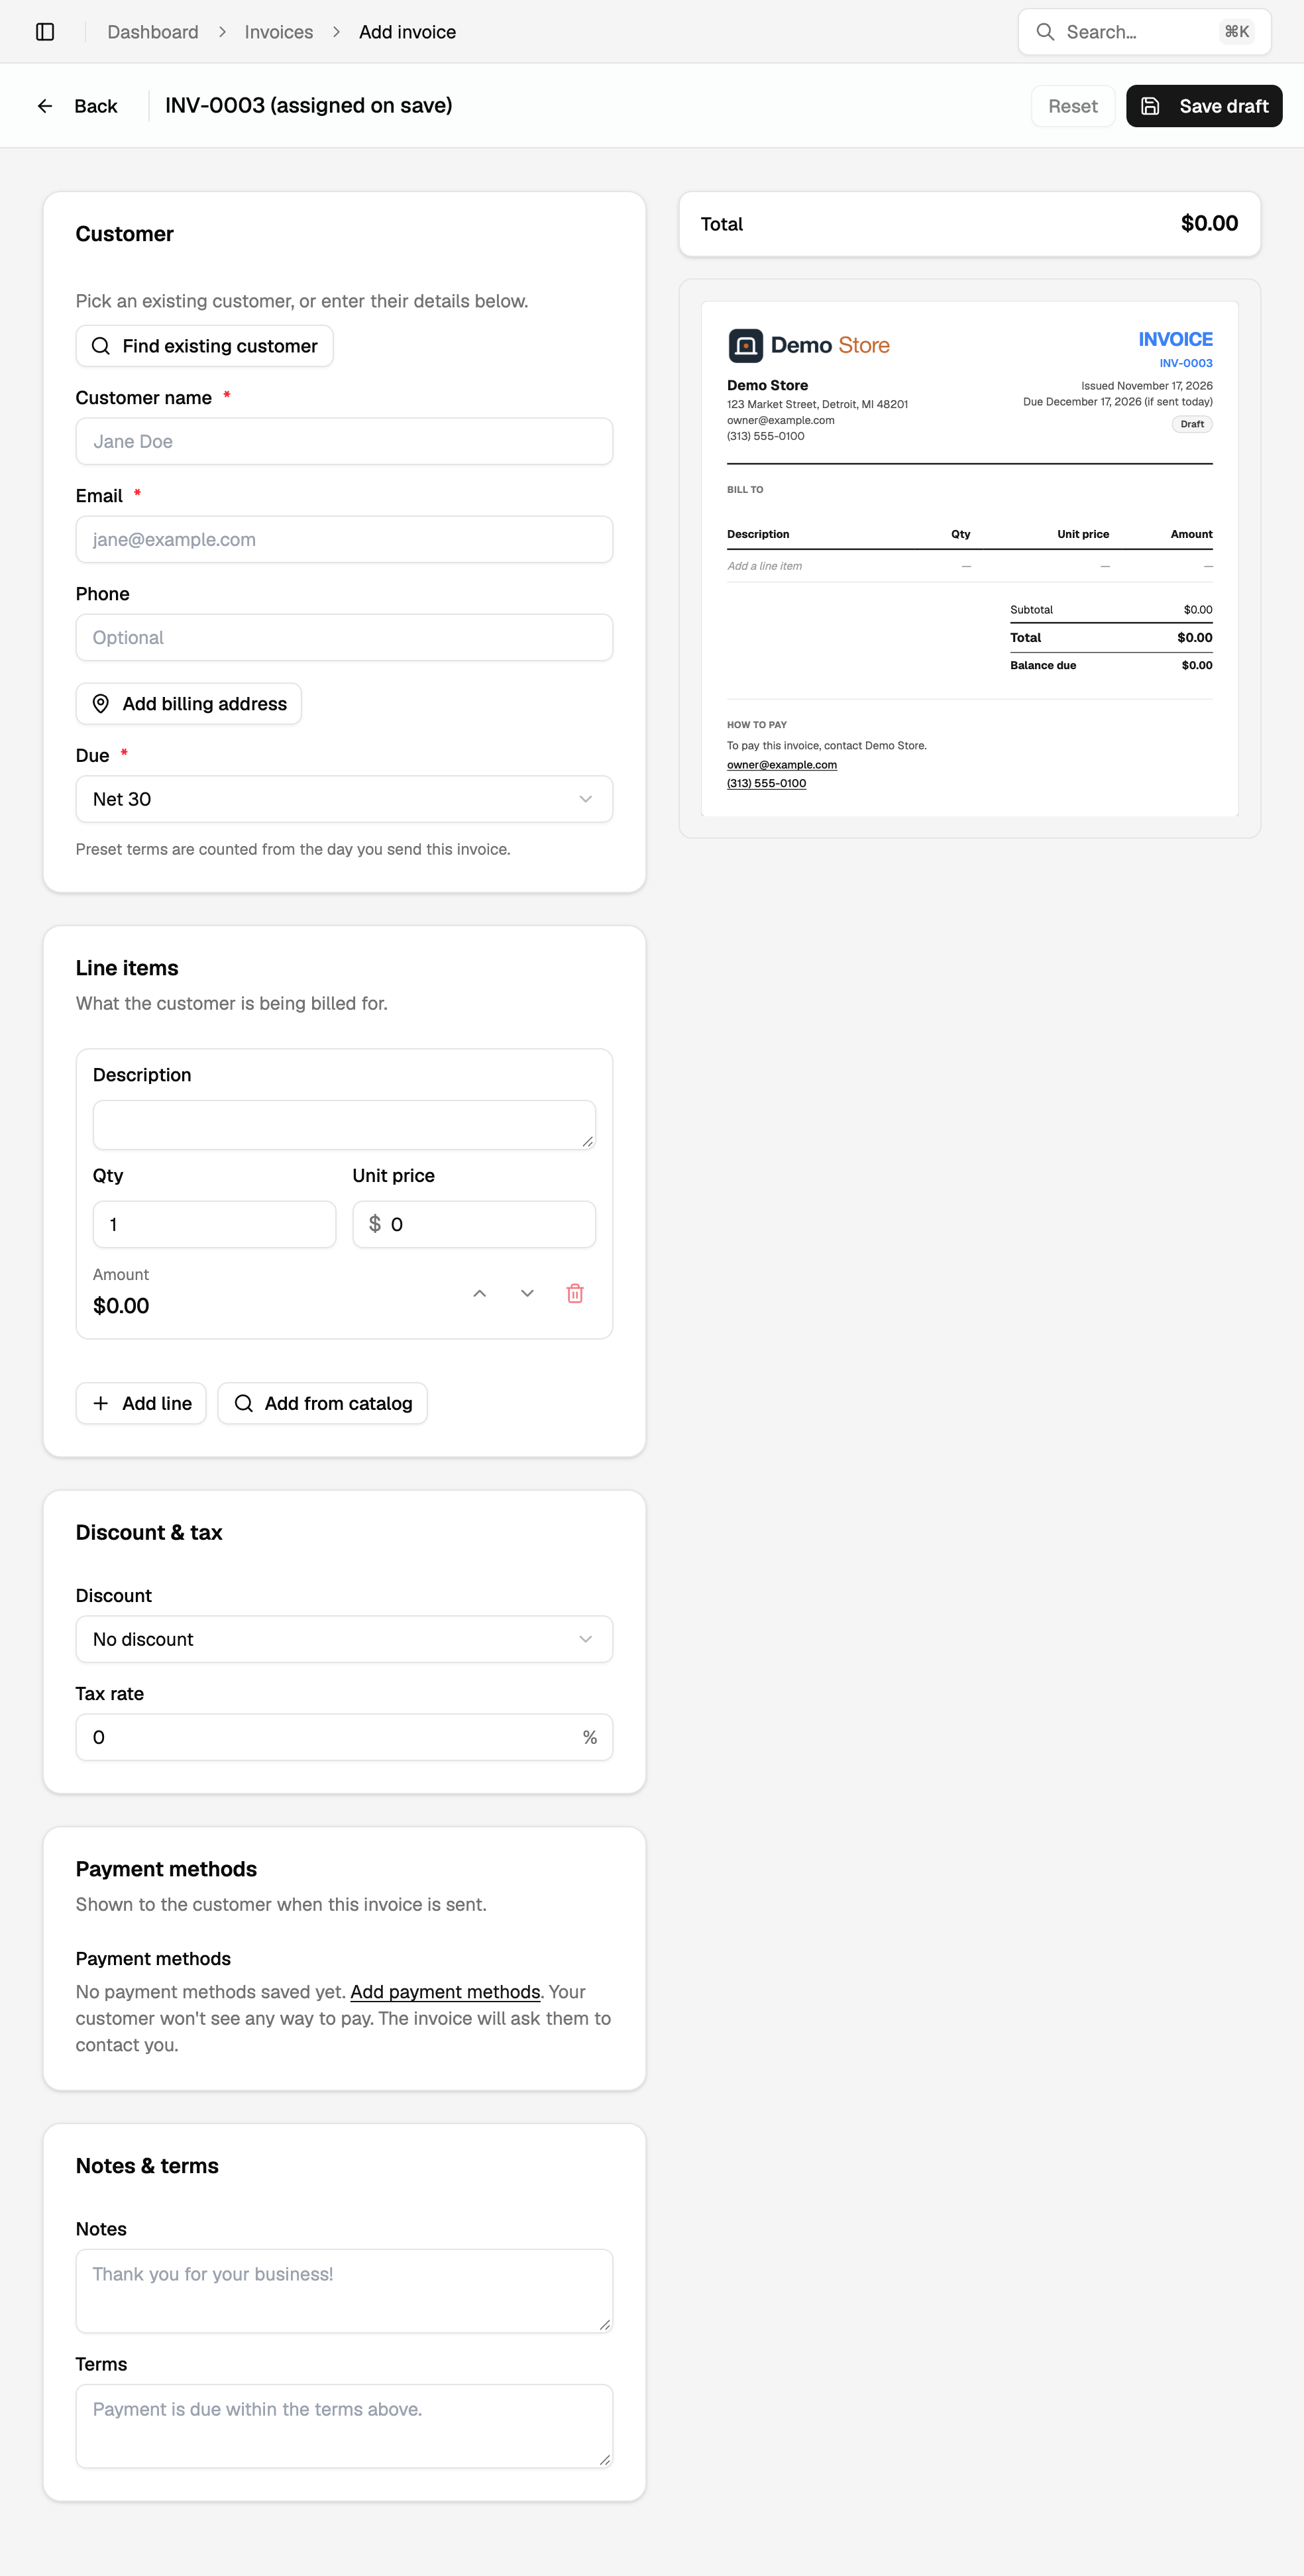 Dashboard > Invoices > Add invoice
Search... ⌘K
Back
INV-0003 (assigned on save)
Reset
Save draft
Customer
Pick an existing customer, or enter their details below.
Find existing customer
Customer name *
Jane Doe
Email *
jane@example.com
Phone
Optional
Add billing address
Due *
Net 30
Preset terms are counted from the day you send this invoice.
Line items
What the customer is being billed for.
Description
Qty Unit price
1 $ 0
Amount
$0.00
Add line Add from catalog
Discount & tax
Discount
No discount
Tax rate
0 %
Payment methods
Shown to the customer when this invoice is sent.
Payment methods
No payment methods saved yet. Add payment methods. Your
customer won't see any way to pay. The invoice will ask them to
contact you.
Notes & terms
Notes
Thank you for your business!
Terms
Payment is due within the terms above.
Total $0.00
Demo Store
INVOICE
INV-0003
Demo Store
123 Market Street, Detroit, MI 48201
owner@example.com
(313) 555-0100
Issued November 17, 2026
Due December 17, 2026 (if sent today)
Draft
BILL TO
Description Qty Unit price Amount
Add a line item — — —
Subtotal $0.00
Total $0.00
Balance due $0.00
HOW TO PAY
To pay this invoice, contact Demo Store.
owner@example.com
(313) 555-0100